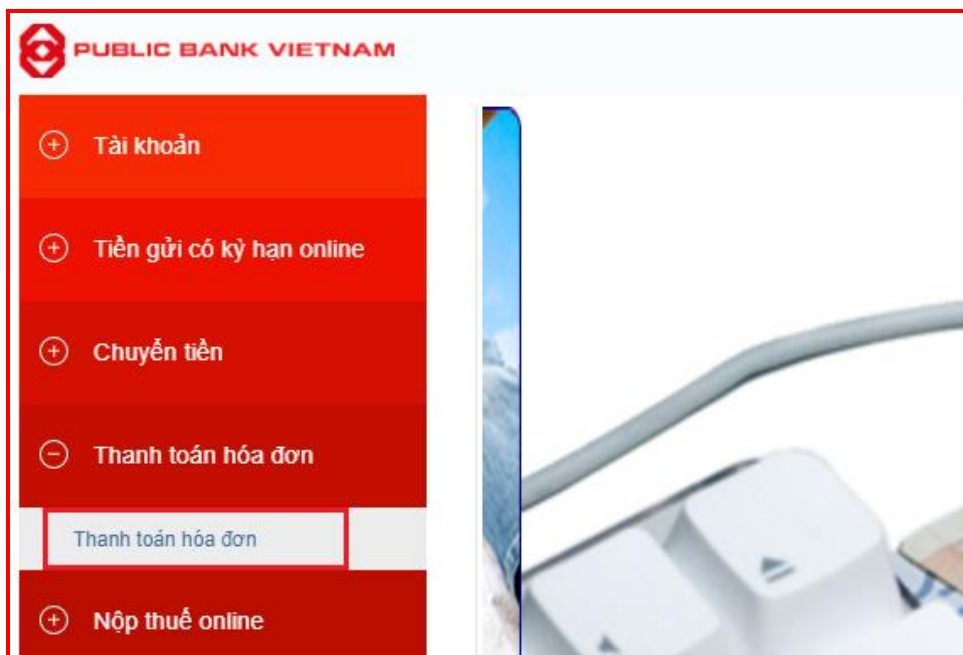 PUBLIC BANK VIETNAM
Tài khoản
Tiền gửi có kỳ hạn online
Chuyển tiền
Thanh toán hóa đơn
Thanh toán hóa đơn
Nộp thuế online